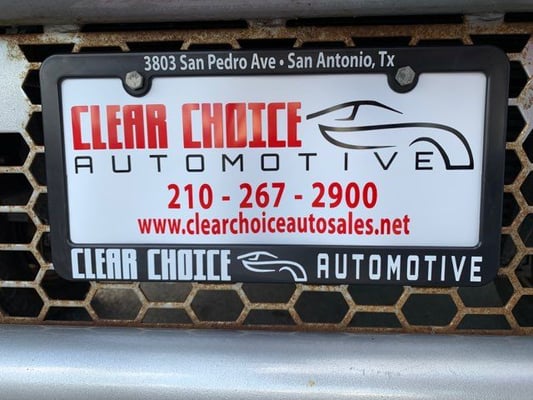 3803 San Pedro Ave • San Antonio, Tx
CLEAR CHOICE
AUTOMOTIVE
210 - 267 - 2900
www.clearchoiceautosales.net
CLEAR CHOICE AUTOMOTIVE